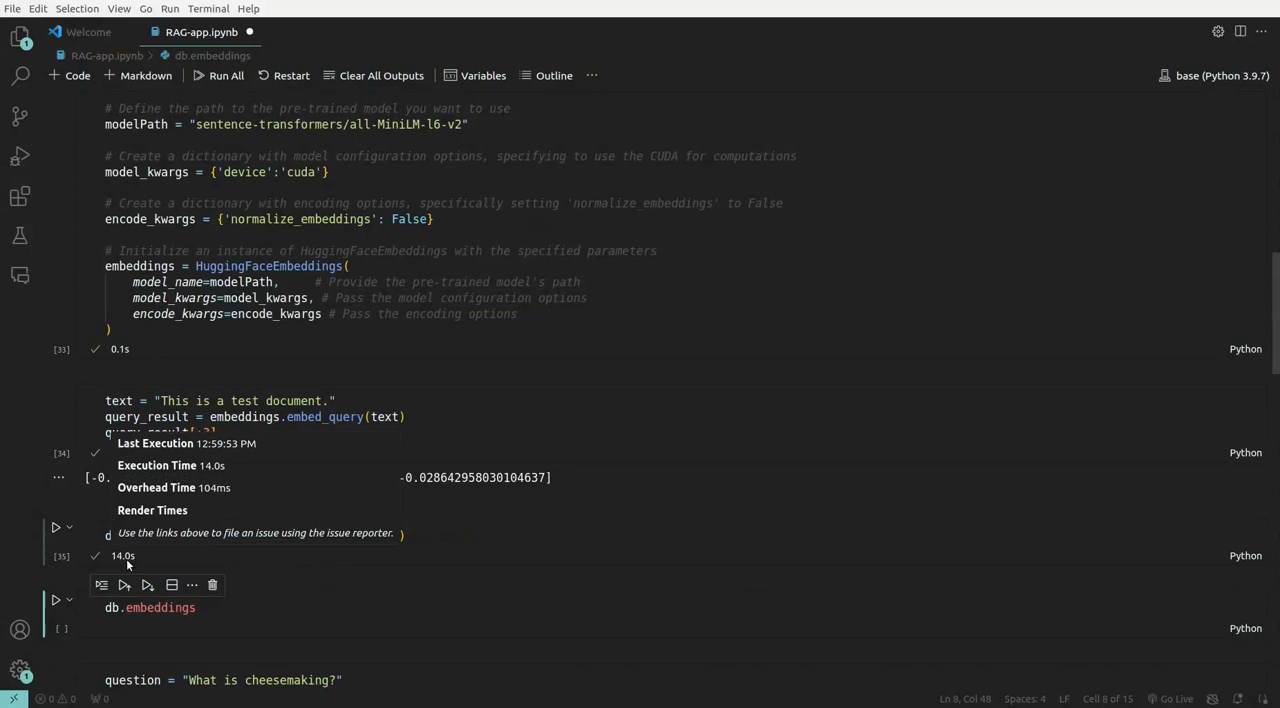 File Edit Selection View Go Run Terminal Help
1
Welcome
RAG-app.ipynb
RAG-app.ipynb > db.embeddings
+ Code + Markdown Run All Restart Clear All Outputs Variables Outline ...
base (Python 3.9.7)
# Define the path to the pre-trained model you want to use
modelPath = "sentence-transformers/all-MiniLM-l6-v2"
# Create a dictionary with model configuration options, specifying to use the CUDA for computations
model_kwargs = {'device':'cuda'}
# Create a dictionary with encoding options, specifically setting 'normalize_embeddings' to False
encode_kwargs = {'normalize_embeddings': False}
# Initialize an instance of HuggingFaceEmbeddings with the specified parameters
embeddings = HuggingFaceEmbeddings(
model_name=modelPath, # Provide the pre-trained model's path
model_kwargs=model_kwargs, # Pass the model configuration options
encode_kwargs=encode_kwargs # Pass the encoding options
)
[33] 0.1s Python
text = "This is a test document."
query_result = embeddings.embed_query(text)
query_result[:3]
Last Execution 12:59:53 PM
[34] Python
Execution Time 14.0s
... [-0. -0.028642958030104637]
Overhead Time 104ms
Render Times
Use the links above to file an issue using the issue reporter.
d )
[35] 14.0s Python
db.embeddings
[ ] Python
question = "What is cheesemaking?"
1
0 0 0 Ln 8, Col 48 Spaces: 4 LF Cell 8 of 15 Go Live